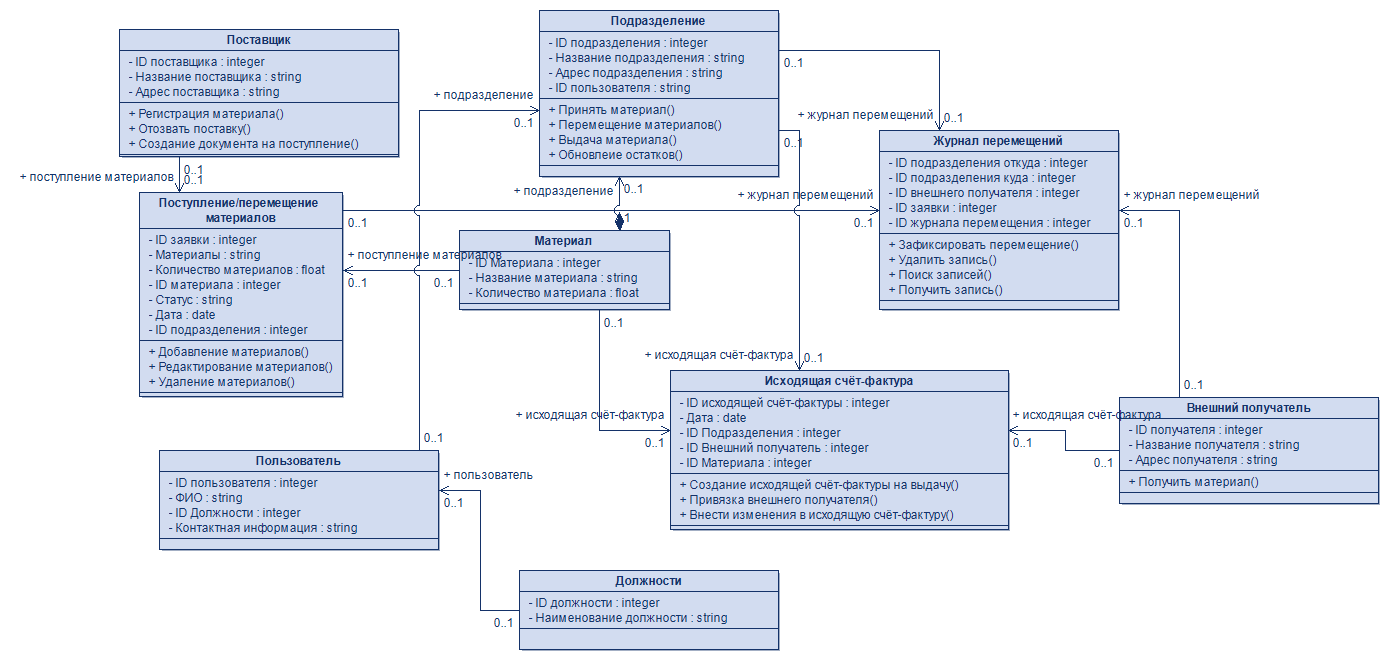 Поставщик
- ID поставщика : integer
- Название поставщика : string
- Адрес поставщика : string
+ Регистрация материала()
+ Отозвать поставку()
+ Создание документа на поступление()
0..1
+ поступление материалов
0..1
Подразделение
- ID подразделения : integer
- Название подразделения : string
- Адрес подразделения : string
- ID пользователя : string
+ Принять материал()
+ Перемещение материалов()
+ Выдача материала()
+ Обновлеие остатков()
+ подразделение
0..1
0..1
0..1
+ журнал перемещений
0..1
Журнал перемещений
- ID подразделения откуда : integer
- ID подразделения куда : integer
- ID внешнего получателя : integer
- ID заявки : integer
- ID журнала перемещения : integer
+ Зафиксировать перемещение()
+ Удалить запись()
+ Поиск записей()
+ Получить запись()
+ журнал перемещений
0..1
+ журнал перемещений
0..1
Поступление/перемещение
материалов
- ID заявки : integer
- Материалы : string
- Количество материалов : float
- ID материала : integer
- Статус : string
- Дата : date
- ID подразделения : integer
+ Добавление материалов()
+ Редактирование материалов()
+ Удаление материалов()
0..1
+ подразделение
0..1
1
+ поступление материалов
0..1
0..1
Материал
- ID Материала : integer
- Название материала : string
- Количество материала : float
0..1
+ исходящая счёт-фактура
0..1
+ исходящая счёт-фактура
0..1
Исходящая счёт-фактура
- ID исходящей счёт-фактуры : integer
- Дата : date
- ID Подразделения : integer
- ID Внешний получатель : integer
- ID Материала : integer
+ Создание исходящей счёт-фактуры на выдачу()
+ Привязка внешнего получателя()
+ Внести изменения в исходящую счёт-фактуру()
0..1
+ исходящая счёт-фактура
0..1
0..1
Внешний получатель
- ID получателя : integer
- Название получателя : string
- Адрес получателя : string
+ Получить материал()
0..1
Пользователь
- ID пользователя : integer
- ФИО : string
- ID Должности : integer
- Контактная информация : string
+ пользователь
0..1
0..1
Должности
- ID должности : integer
- Наименование должности : string